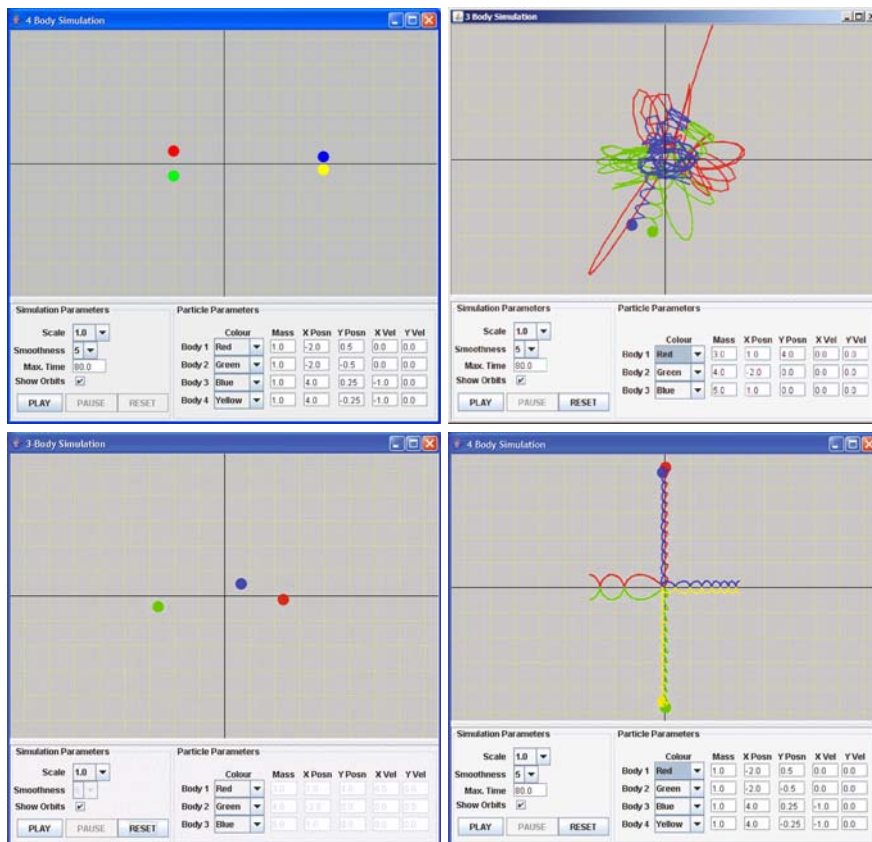 4 Body Simulation
Simulation Parameters
Scale 1.0
Smoothness 5
Max. Time 80.0
Show Orbits
PLAY PAUSE RESET
Particle Parameters
Colour Mass X Posn Y Posn X Vel Y Vel
Body 1 Red 1.0 -2.0 0.5 0.0 0.0
Body 2 Green 1.0 -2.0 -0.5 0.0 0.0
Body 3 Blue 1.0 4.0 0.25 -1.0 0.0
Body 4 Yellow 1.0 4.0 -0.25 -1.0 0.0
3 Body Simulation
Simulation Parameters
Scale 1.0
Smoothness 5
Max. Time 80.0
Show Orbits
PLAY PAUSE RESET
Particle Parameters
Colour Mass X Posn Y Posn X Vel Y Vel
Body 1 Red 3.0 1.0 4.0 0.0 0.0
Body 2 Green 4.0 -2.0 0.0 0.0 0.0
Body 3 Blue 5.0 1.0 0.0 0.0 0.0
3-Body Simulation
Simulation Parameters
Scale 1.0
Smoothness
Show Orbits
PLAY PAUSE RESET
Particle Parameters
Colour Mass X Posn Y Posn X Vel Y Vel
Body 1 Red
Body 2 Green
Body 3 Blue
4 Body Simulation
Simulation Parameters
Scale 1.0
Smoothness 5
Max. Time 80.0
Show Orbits
PLAY PAUSE RESET
Particle Parameters
Colour Mass X Posn Y Posn X Vel Y Vel
Body 1 Red 1.0 -2.0 0.5 0.0 0.0
Body 2 Green 1.0 -2.0 -0.5 0.0 0.0
Body 3 Blue 1.0 4.0 0.25 -1.0 0.0
Body 4 Yellow 1.0 4.0 -0.25 -1.0 0.0